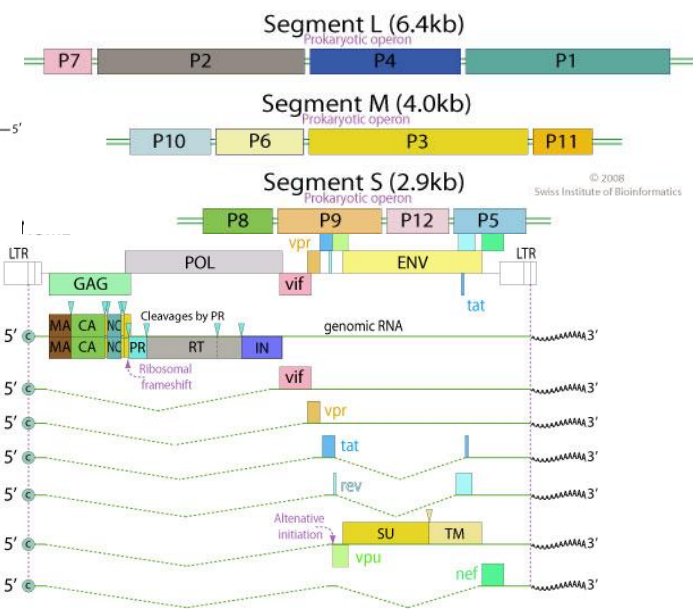 Segment L (6.4kb)
Prokaryotic operon
P7 P2 P4 P1
Segment M (4.0kb)
Prokaryotic operon
5'
P10 P6 P3 P11
© 2008
Swiss Institute of Bioinformatics
Segment S (2.9kb)
Prokaryotic operon
P8 P9 P12 P5
vpr
LTR POL ENV LTR
GAG vif tat
MA CA NC Cleavages by PR genomic RNA
5' C MA CA NC PR RT IN 3'
Ribosomal
frameshift
vif
5' C 3'
vpr
5' C 3'
tat
5' C 3'
rev
5' C 3'
Altenative
initiation
SU TM
5' C vpu 3'
nef
5' C 3'